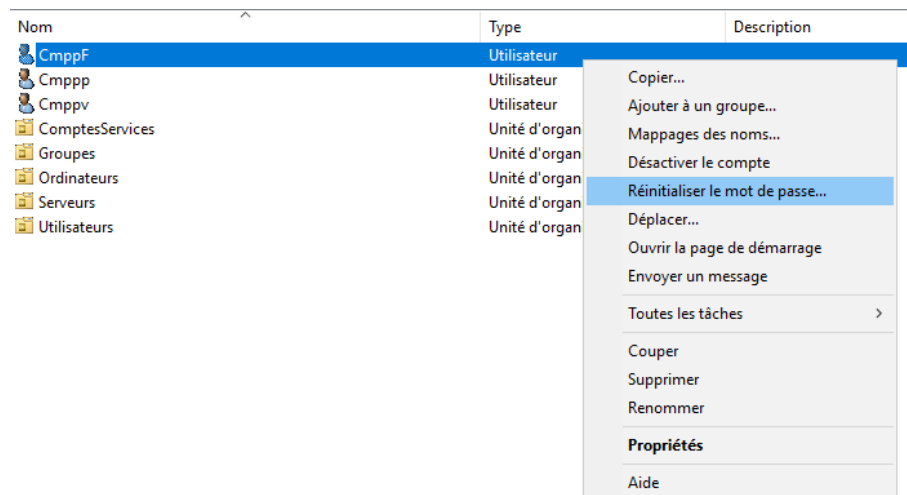 Nom Type Description
CmppF Utilisateur
Cmppp Utilisateur
Cmppv Utilisateur
ComptesServices Unité d'organ
Groupes Unité d'organ
Ordinateurs Unité d'organ
Serveurs Unité d'organ
Utilisateurs Unité d'organ
Copier...
Ajouter à un groupe...
Mappages des noms...
Désactiver le compte
Réinitialiser le mot de passe...
Déplacer...
Ouvrir la page de démarrage
Envoyer un message
Toutes les tâches
Couper
Supprimer
Renommer
Propriétés
Aide